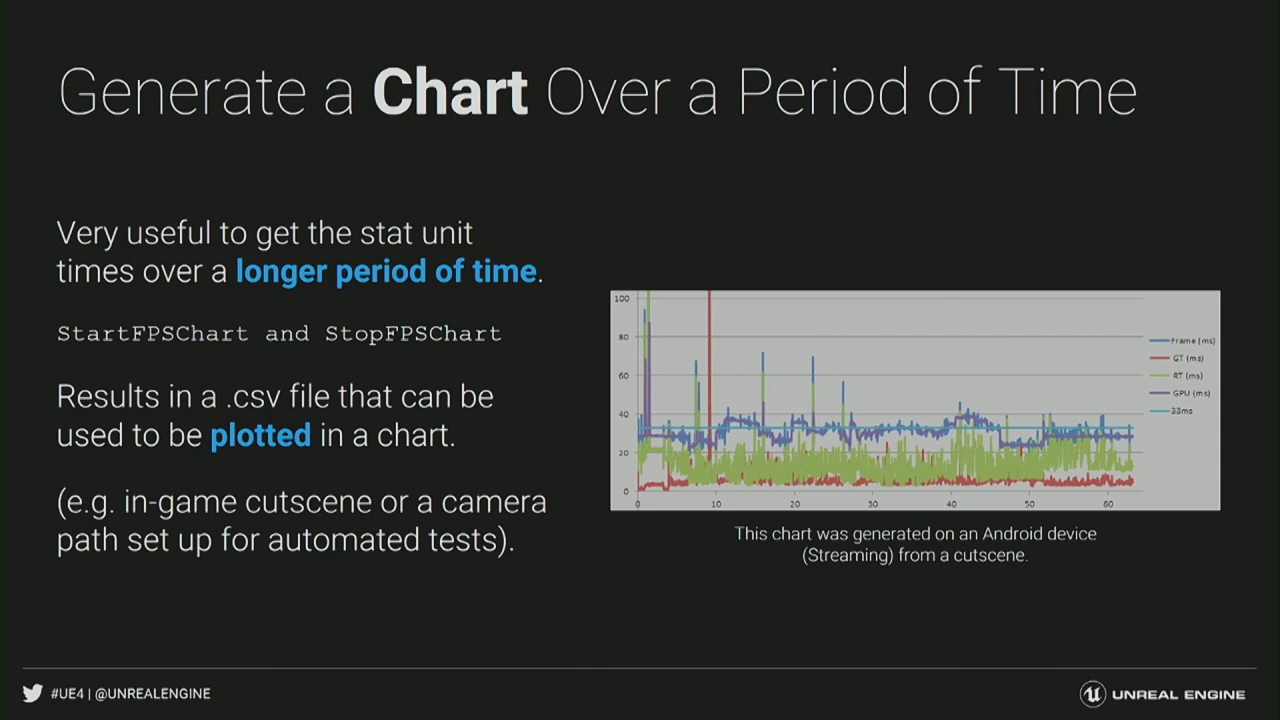 Generate a Chart Over a Period of Time
Very useful to get the stat unit
times over a longer period of time.
StartFPSChart and StopFPSChart
Results in a .csv file that can be
used to be plotted in a chart.
(e.g. in-game cutscene or a camera
path set up for automated tests).
100
80
60
40
20
0
0 10 20 30 40 50 60
Frame (ms)
GT (ms)
RT (ms)
GPU (ms)
33ms
This chart was generated on an Android device
(Streaming) from a cutscene.
#UE4 | @UNREALENGINE
UNREAL ENGINE